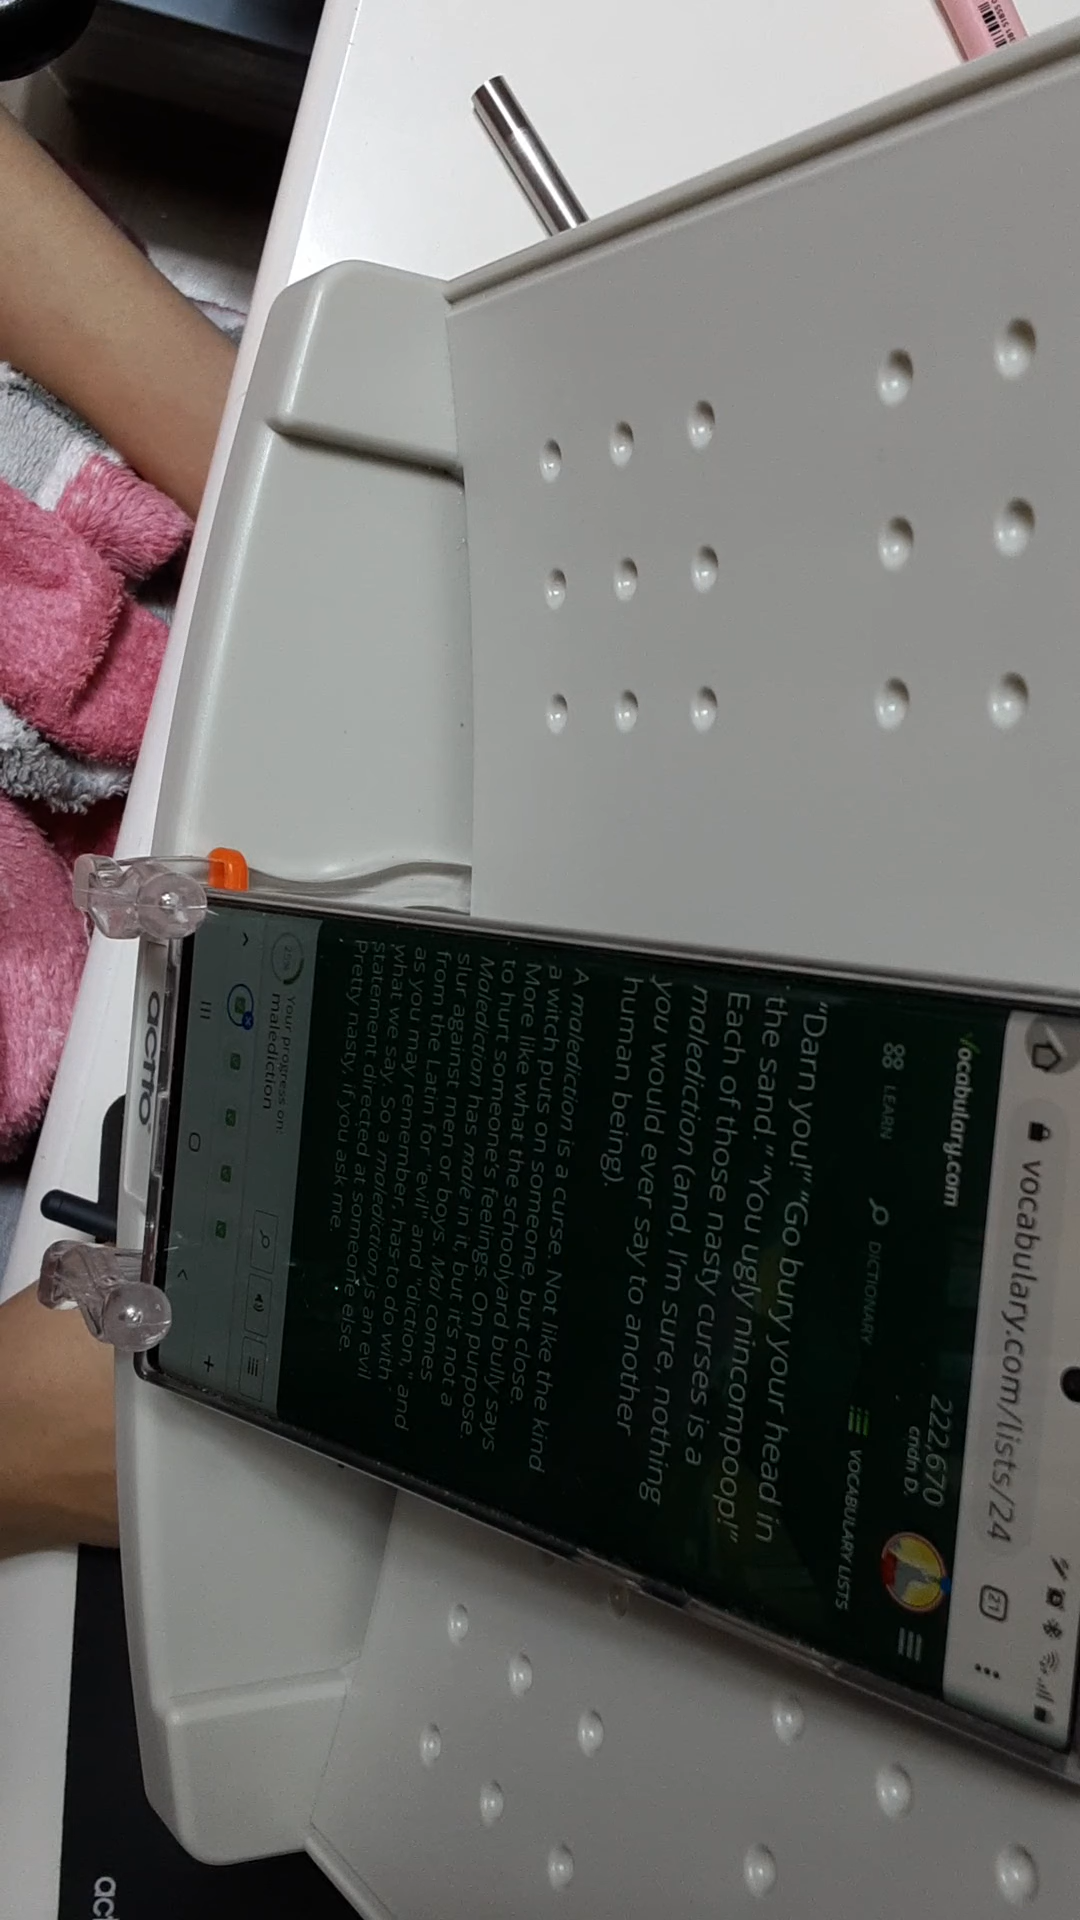 vocabulary.com/lists/24
21
Vocabulary.com
222,670
cndn D.
LEARN
DICTIONARY
VOCABULARY LISTS
"Darn you!" "Go bury your head in
the sand." "You ugly nincompoop!"
Each of those nasty curses is a
malediction (and, I'm sure, nothing
you would ever say to another
human being).
A malediction is a curse. Not like the kind
a witch puts on someone, but close.
More like what the schoolyard bully says
to hurt someone's feelings. On purpose.
Malediction has male in it, but it's not a
slur against men or boys. Mal comes
from the Latin for "evil" and "diction," and
as you may remember, has to do with
what we say. So a malediction is an evil
statement directed at someone else.
Pretty nasty, if you ask me.
Your progress on:
malediction
acto